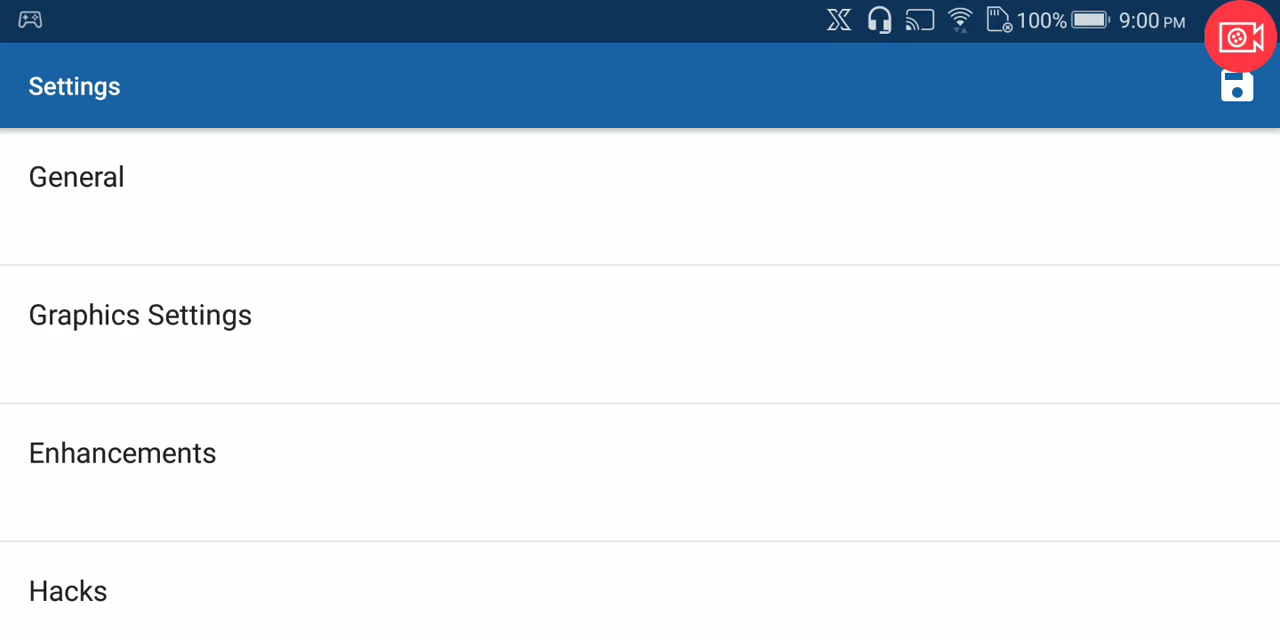 100% 9:00 PM
Settings
General
Graphics Settings
Enhancements
Hacks